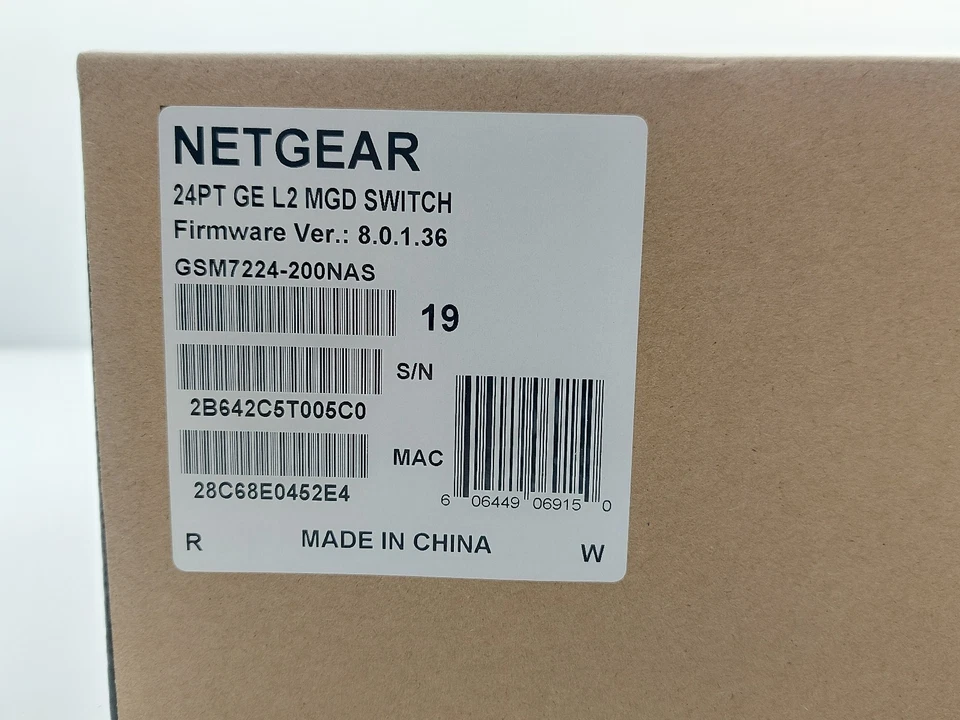 NETGEAR
24PT GE L2 MGD SWITCH
Firmware Ver.: 8.0.1.36
GSM7224-200NAS
19
S/N
2B642C5T005C0
MAC
28C68E0452E4
6 06449 06915 0
R MADE IN CHINA W